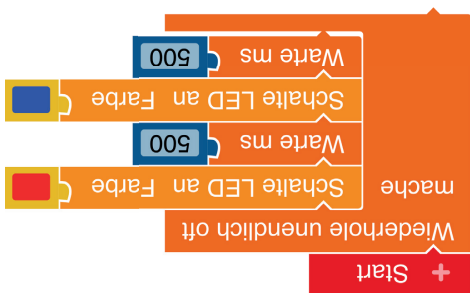 + Start
Wiederhole unendlich oft
mache
Schalte LED an Farbe
Warte ms 500
Schalte LED an Farbe
Warte ms 500